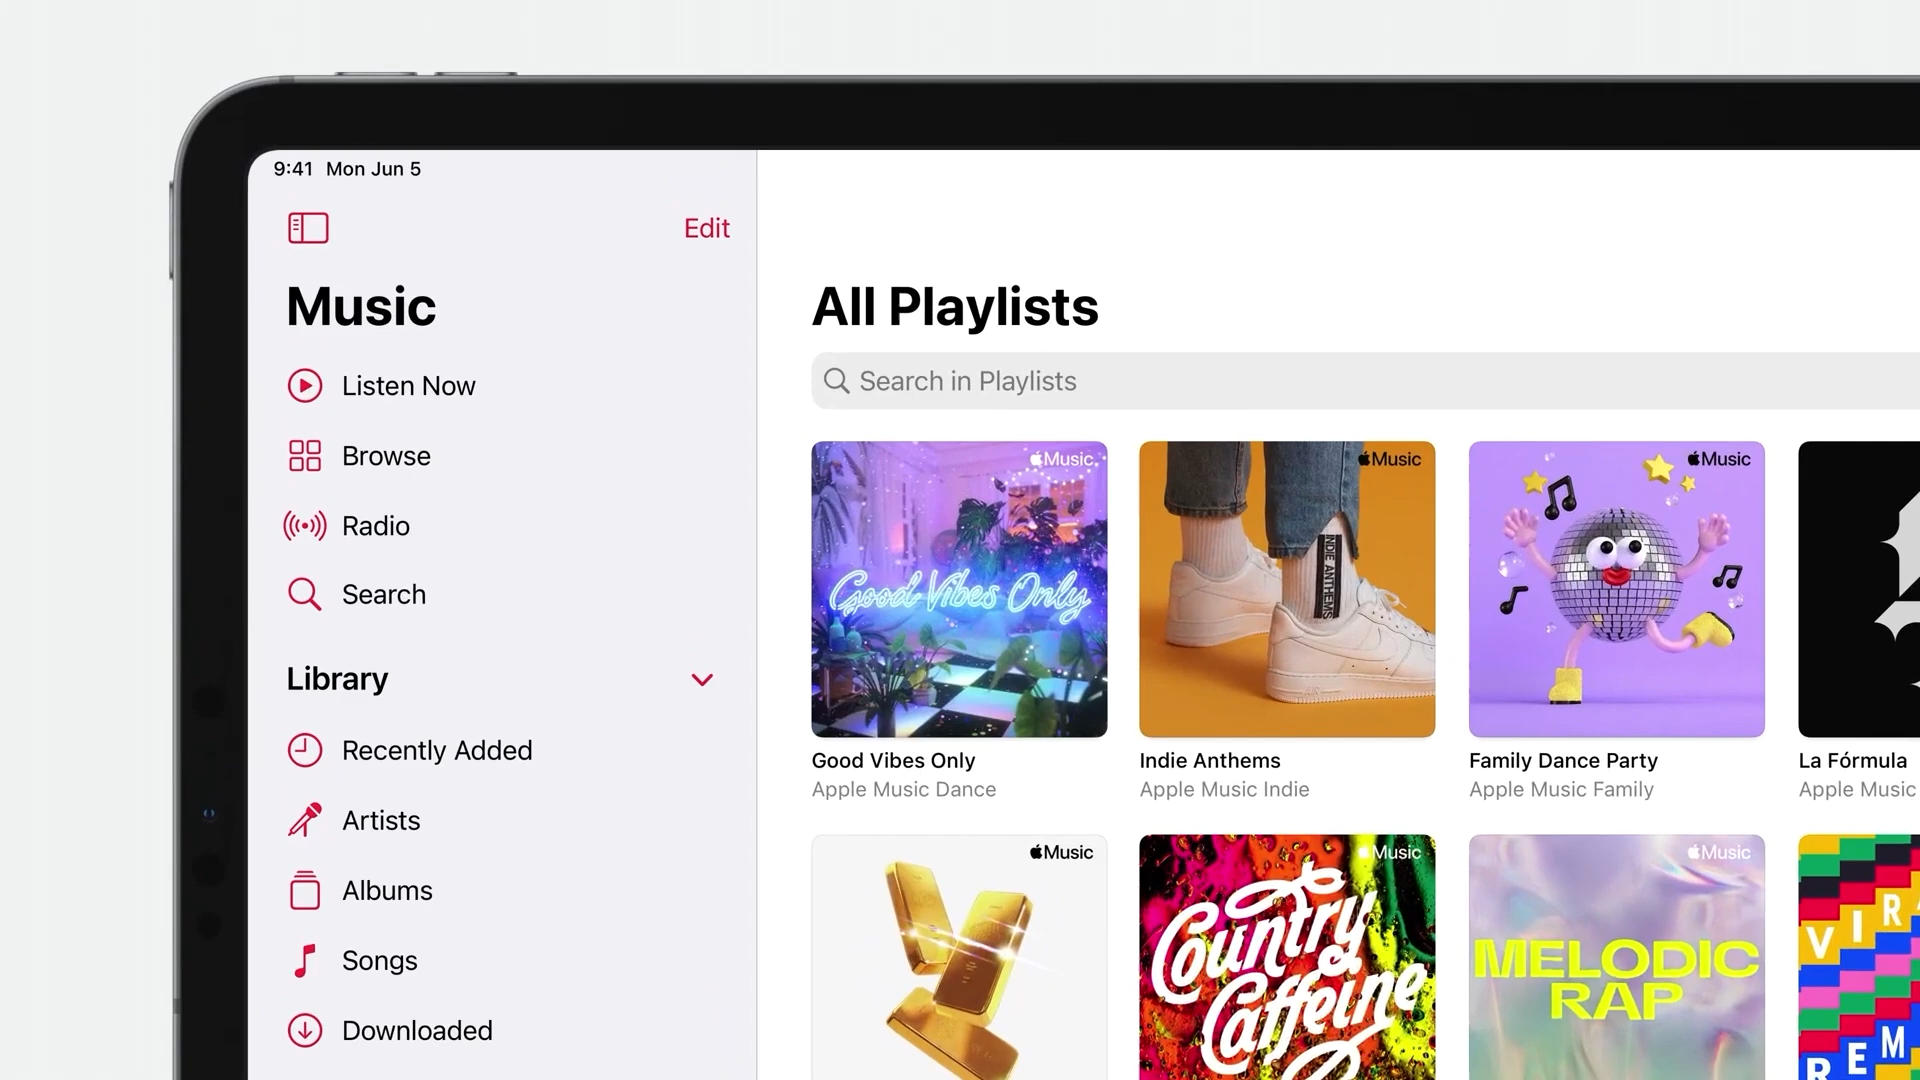 9:41 Mon Jun 5
Edit
Music
Listen Now
Browse
Radio
Search
Library
Recently Added
Artists
Albums
Songs
Downloaded
All Playlists
Search in Playlists
Music
Good Vibes Only
Good Vibes Only
Apple Music Dance
Music
INDIE ANTHEMS
Indie Anthems
Apple Music Indie
Music
Family Dance Party
Apple Music Family
La Fórmula
Apple Music
Music
Music
Country
Caffeine
Music
MELODIC
RAP
VIR
REM